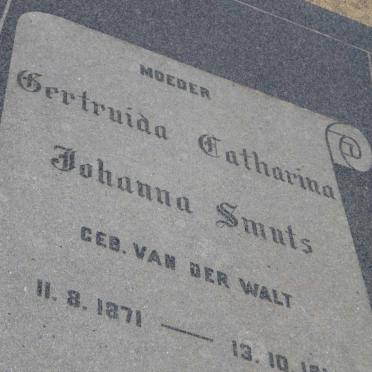 MOEDER
Gertruida Catharina
Johanna Smuts
GEB. VAN DER WALT
11. 8. 1871 — 13. 10.